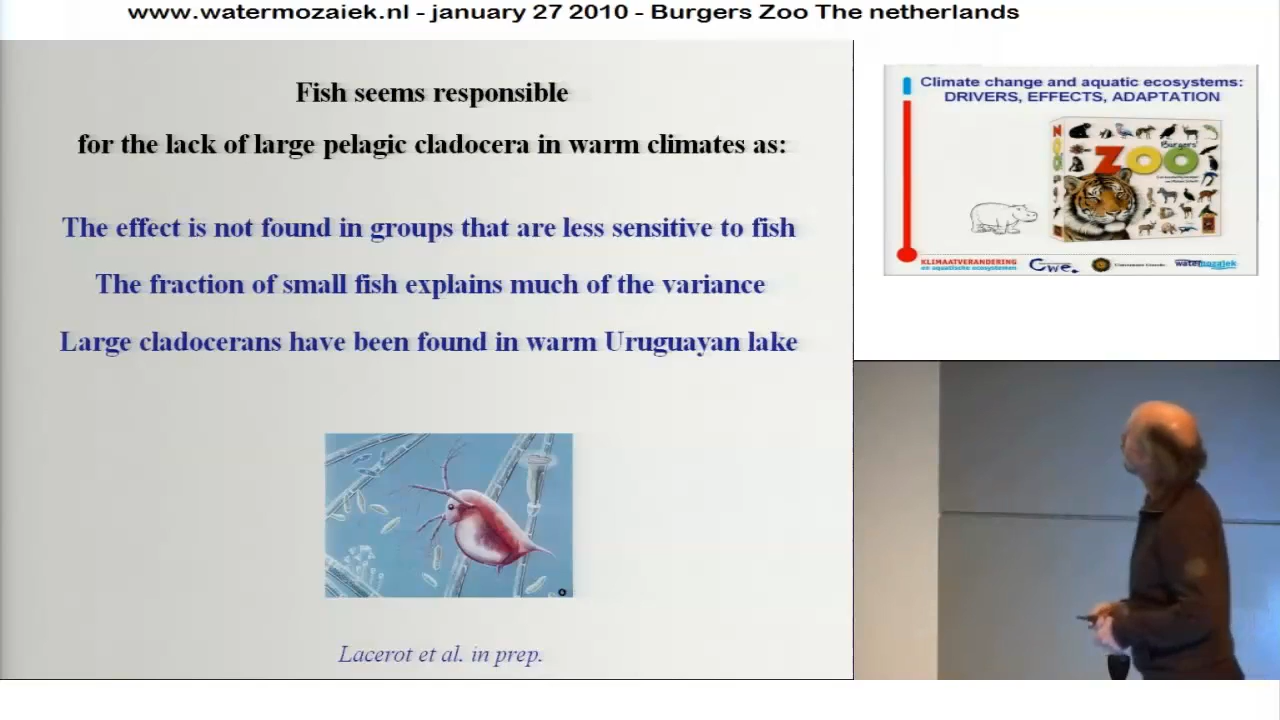 www.watermozaiek.nl - january 27 2010 - Burgers Zoo The netherlands
Fish seems responsible
for the lack of large pelagic cladocera in warm climates as:
The effect is not found in groups that are less sensitive to fish
The fraction of small fish explains much of the variance
Large cladocerans have been found in warm Uruguayan lake
Lacerot et al. in prep.
Climate change and aquatic ecosystems:
DRIVERS, EFFECTS, ADAPTATION
Burgers'
ZOO
ZOO
KLIMAATVERANDERING
en aquatische ecosystemen
watermozaiek